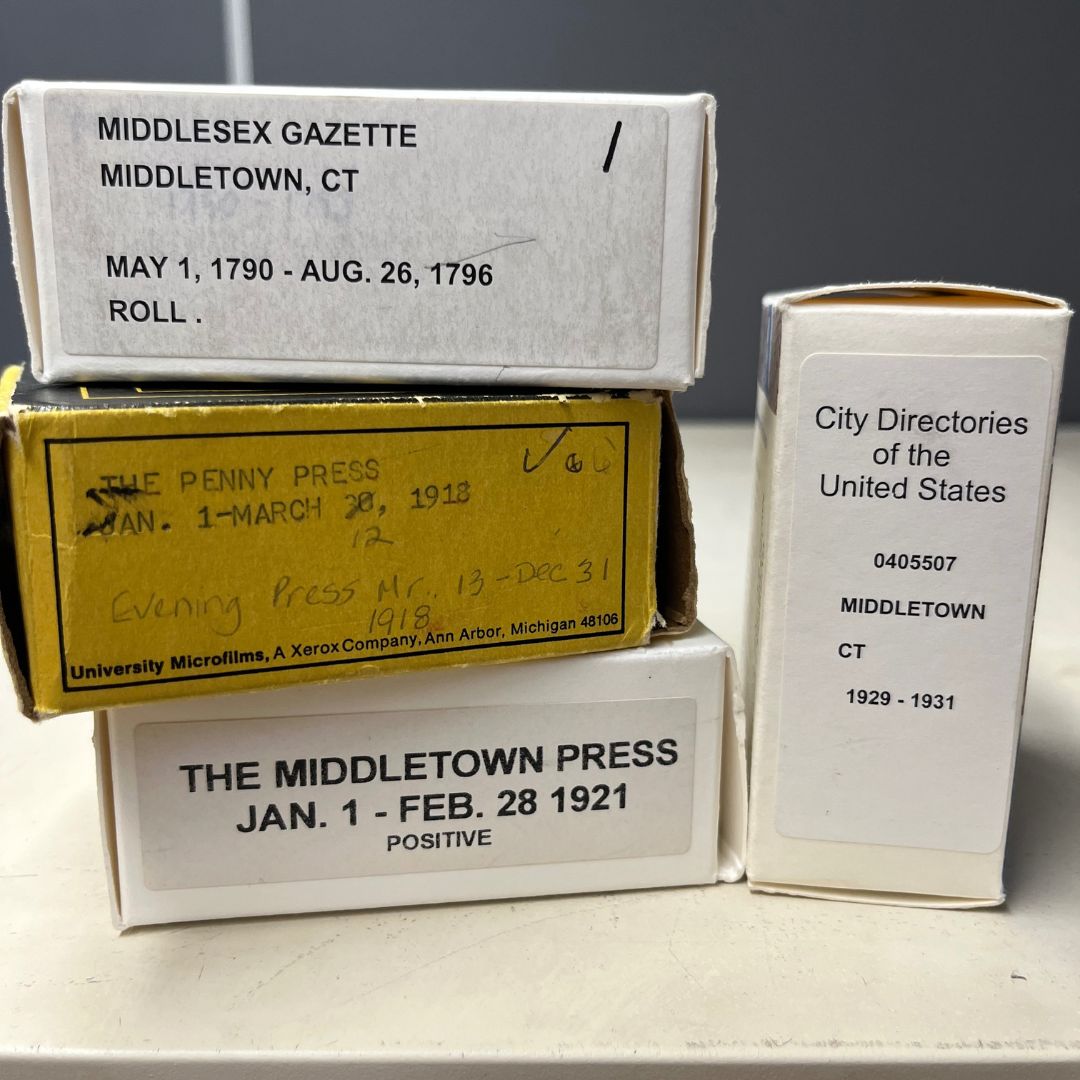 MIDDLESEX GAZETTE
MIDDLETOWN, CT
/
MAY 1, 1790 - AUG. 26, 1796
ROLL .
THE PENNY PRESS
JAN. 1-MARCH 30, 1918
12
Evening Press Mr. 13 - Dec 31
1918
University Microfilms, A Xerox Company, Ann Arbor, Michigan 48106
THE MIDDLETOWN PRESS
JAN. 1 - FEB. 28 1921
POSITIVE
City Directories
of the
United States
0405507
MIDDLETOWN
CT
1929 - 1931